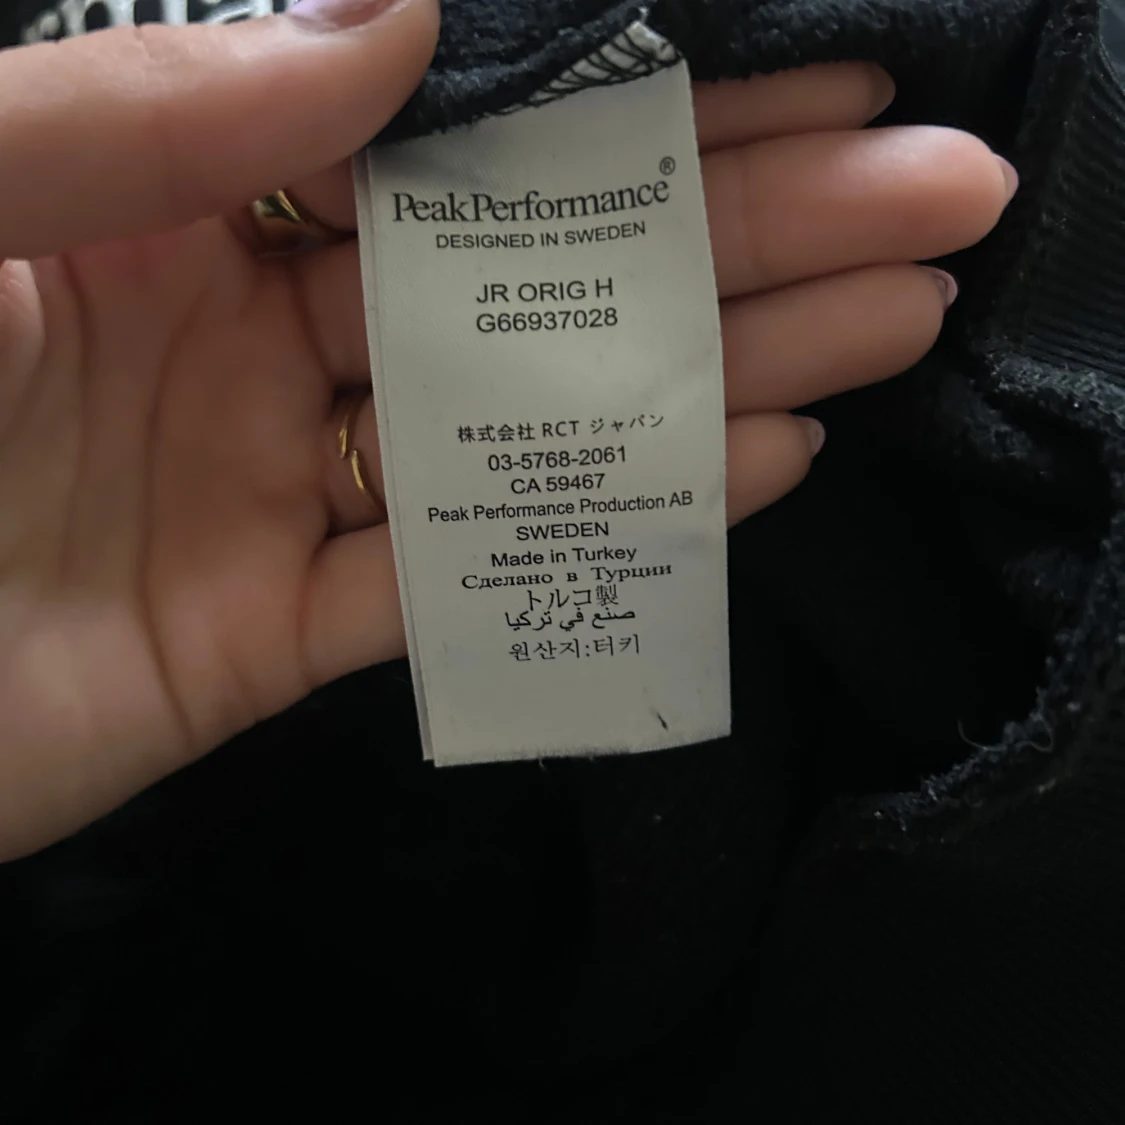 PeakPerformance®
DESIGNED IN SWEDEN
JR ORIG H
G66937028
株式会社 RCT ジャパン
03-5768-2061
CA 59467
Peak Performance Production AB
SWEDEN
Made in Turkey
Сделано в Турции
トルコ製
صنع في تركيا
원산지:터키